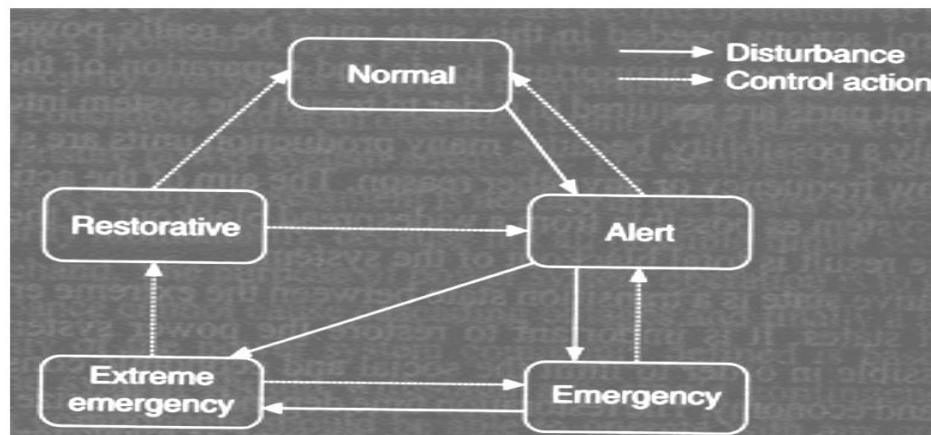 Normal
Disturbance
Control action
Restorative
Alert
Extreme
emergency
Emergency